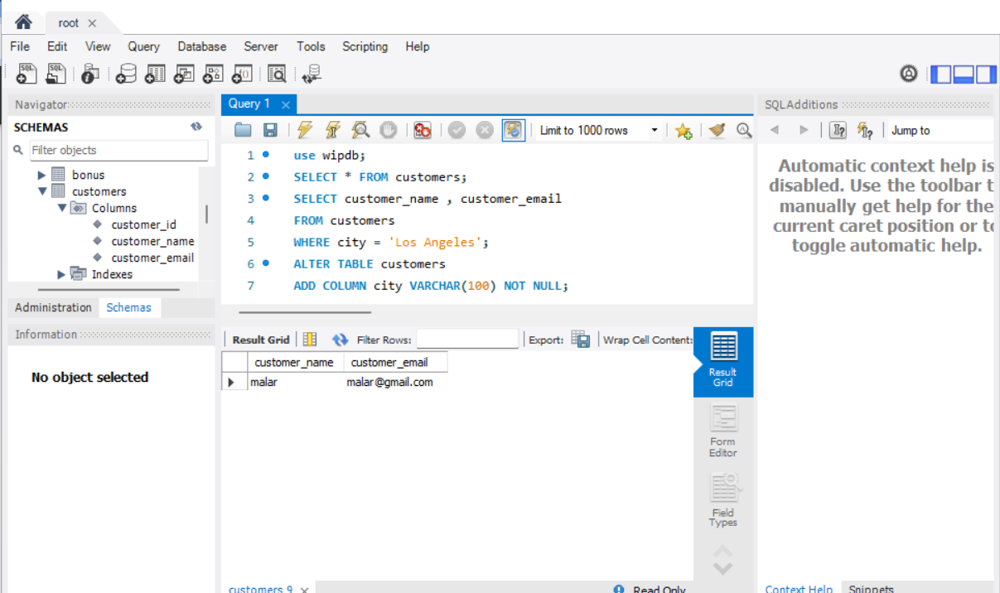 root
File Edit View Query Database Server Tools Scripting Help
SQL SQL
Navigator
SCHEMAS
Filter objects
bonus
customers
Columns
customer_id
customer_name
customer_email
Indexes
Administration Schemas
Information
No object selected
Query 1
Limit to 1000 rows
1 use wipdb;
2 SELECT * FROM customers;
3 SELECT customer_name , customer_email
4 FROM customers
5 WHERE city = 'Los Angeles';
6 ALTER TABLE customers
7 ADD COLUMN city VARCHAR(100) NOT NULL;
Result Grid Filter Rows: Export: Wrap Cell Content:
customer_name customer_email
malar malar@gmail.com
Result
Grid
Form
Editor
Field
Types
customers 9 Read Only
SQLAdditions
Jump to
Automatic context help is
disabled. Use the toolbar t
manually get help for the
current caret position or to
toggle automatic help.
Context Help Snippets